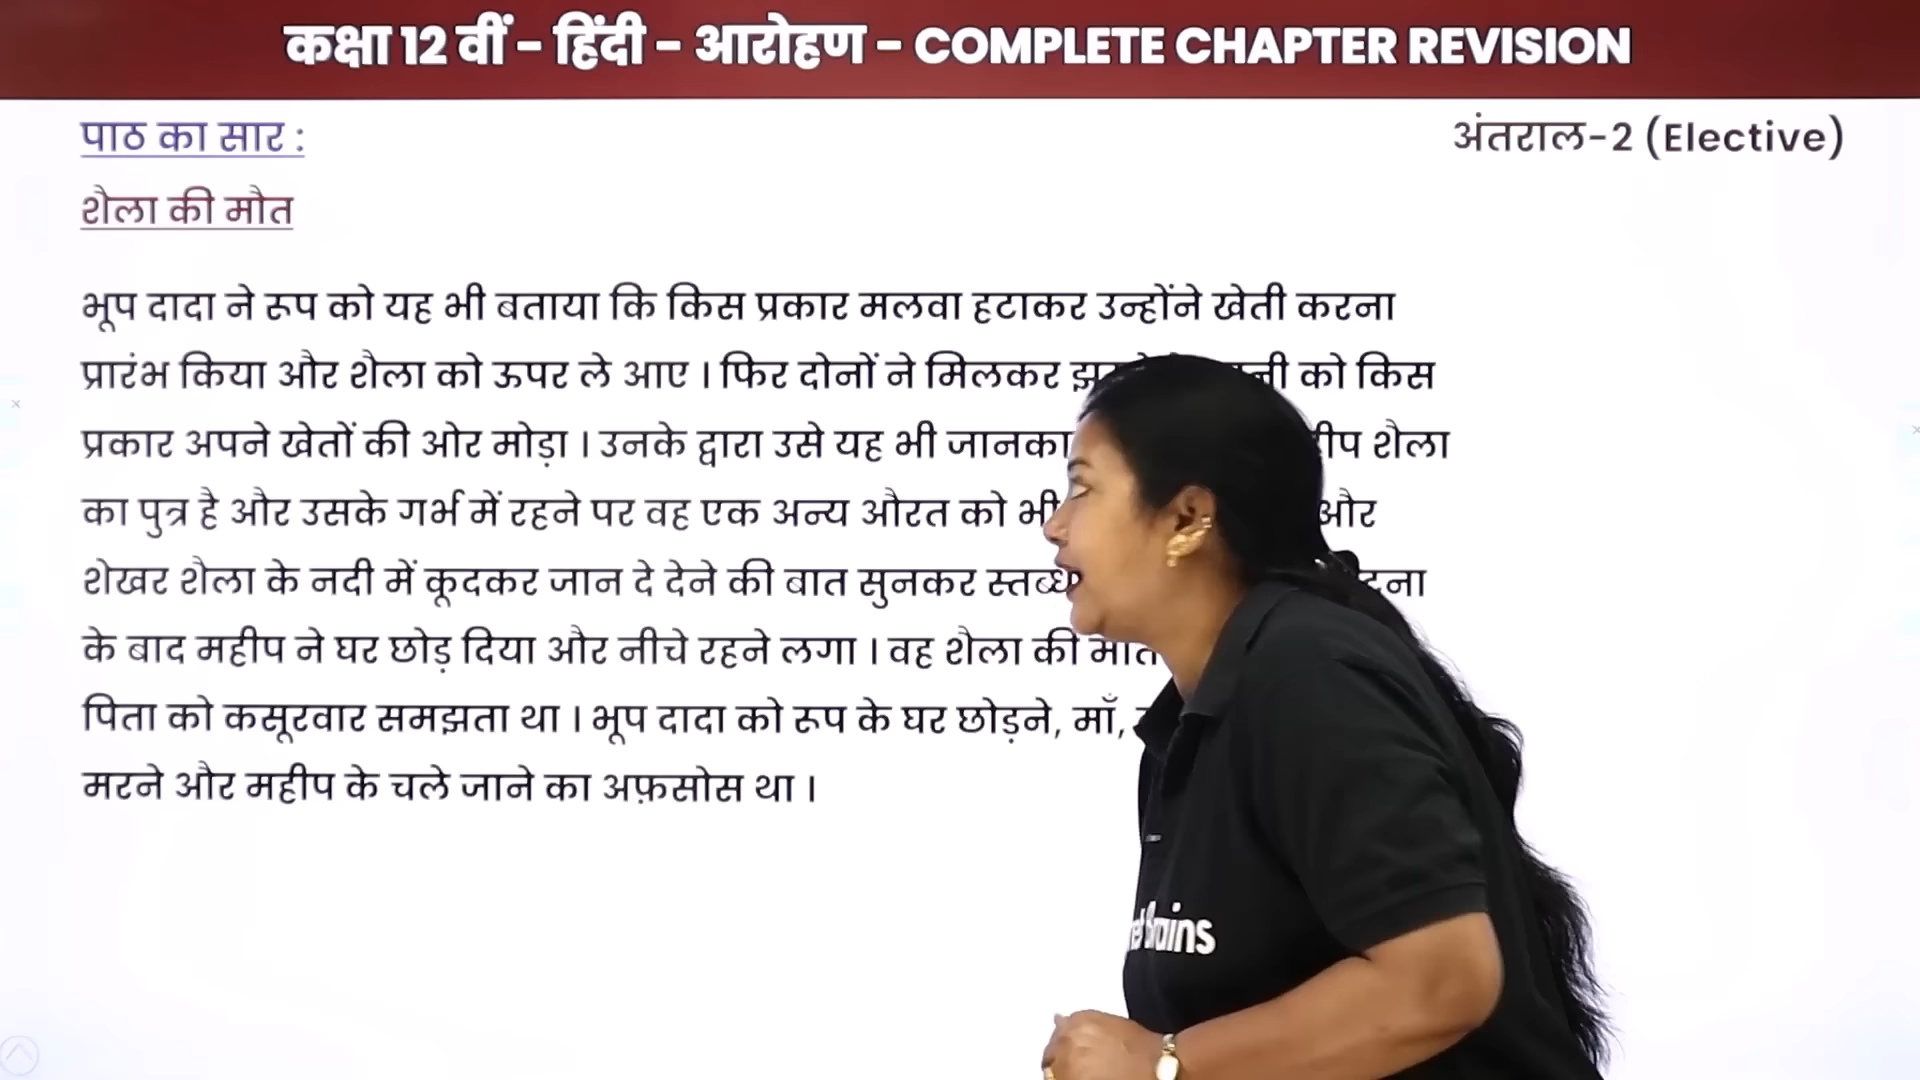 कक्षा 12 वीं - हिंदी - आरोहण - COMPLETE CHAPTER REVISION
पाठ का सार :
अंतराल-2 (Elective)
शैला की मौत
भूप दादा ने रूप को यह भी बताया कि किस प्रकार मलवा हटाकर उन्होंने खेती करना
प्रारंभ किया और शैला को ऊपर ले आए । फिर दोनों ने मिलकर को किस
प्रकार अपने खेतों की ओर मोड़ा । उनके द्वारा उसे यह भी शैला
का पुत्र है और उसके गर्भ में रहने पर वह एक अन्य औरत को भी और
शेखर शैला के नदी में कूदकर जान दे देने की बात सुनकर
के बाद महीप ने घर छोड़ दिया और नीचे रहने लगा । वह शैला की
पिता को कसूरवार समझता था । भूप दादा को रूप के घर छोड़ने, माँ,
मरने और महीप के चले जाने का अफ़सोस था ।